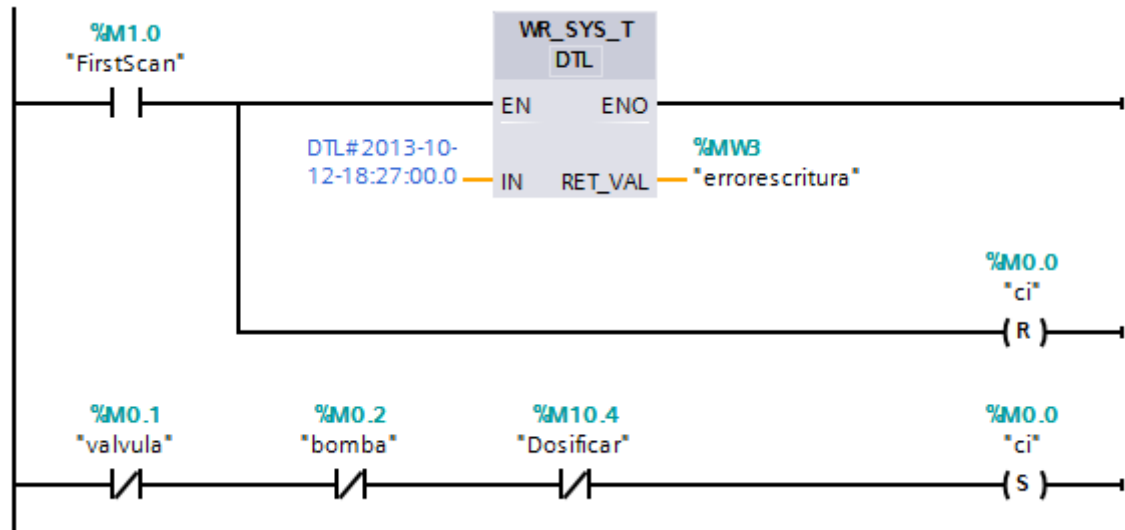 %M1.0
"FirstScan"
WR_SYS_T
DTL
EN ENO
DTL#2013-10-
12-18:27:00.0
IN RET_VAL
%MW3
"errorescritura"
%M0.0
"ci"
R
%M0.1
"valvula"
%M0.2
"bomba"
%M10.4
"Dosificar"
%M0.0
"ci"
S